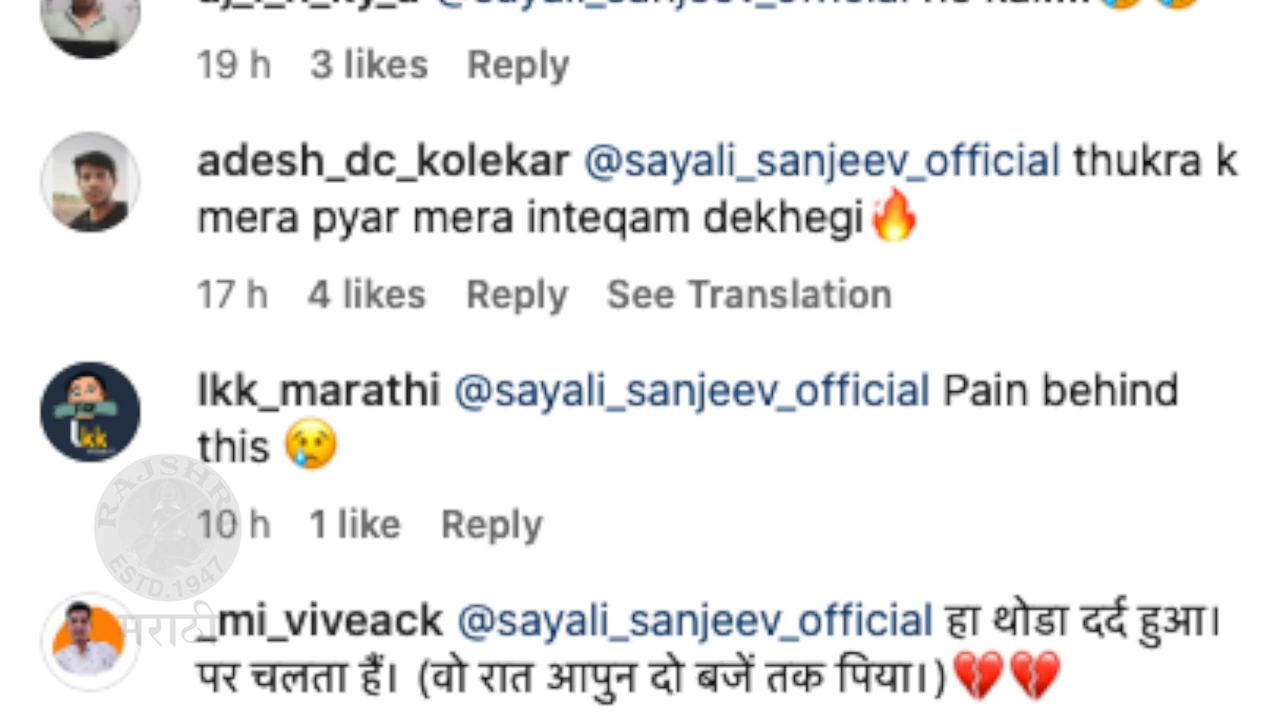 @sayali_sanjeev_official
19 h 3 likes Reply
adesh_dc_kolekar @sayali_sanjeev_official thukra k
mera pyar mera inteqam dekhegi🔥
17 h 4 likes Reply See Translation
lkk_marathi @sayali_sanjeev_official Pain behind
this 😢
10 h 1 like Reply
_mi_viveack @sayali_sanjeev_official हा थोडा दर्द हुआ।
पर चलता हैं। (वो रात आपुन दो बजें तक पिया।)💔💔
lkk
RAJSHRI
ESTD.1947
मराठी